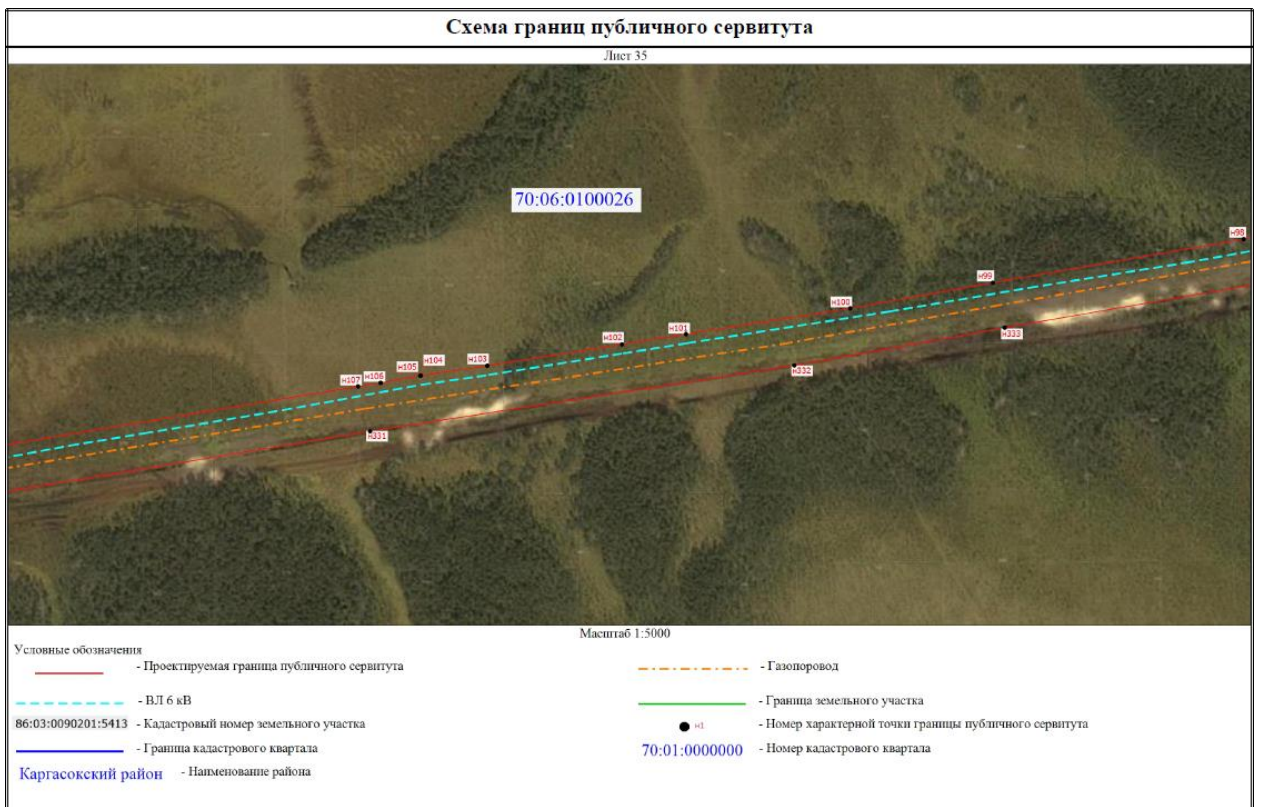 Схема границ публичного сервитута
Лист 35
70:06:0100026
н98
н99
н100
н101
н102
н103
н104
н105
н106
н107
н333
н332
н331
Масштаб 1:5000
Условные обозначения
- Проектируемая граница публичного сервитута
- Газопоровод
- ВЛ 6 кВ
- Граница земельного участка
86:03:0090201:5413 - Кадастровый номер земельного участка
н1 - Номер характерной точки границы публичного сервитута
- Граница кадастрового квартала
70:01:0000000 - Номер кадастрового квартала
Каргасокский район - Наименование района